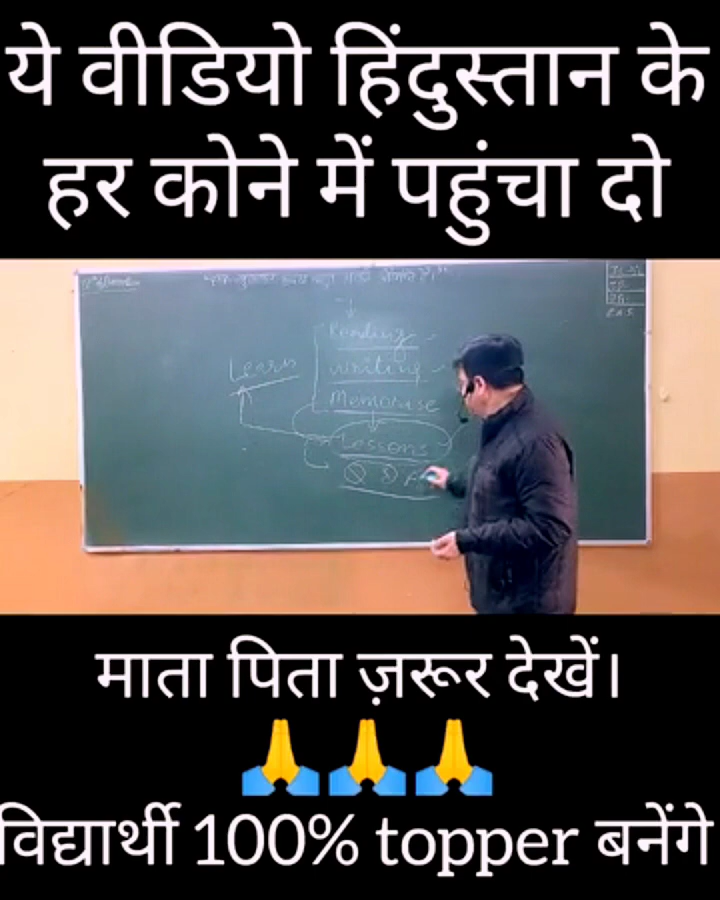 ये वीडियो हिंदुस्तान के
हर कोने में पहुंचा दो
Reading
Learn
writing
Memorise
Lessons
माता पिता ज़रूर देखें।
🙏🙏🙏
विद्यार्थी 100% topper बनेंगे